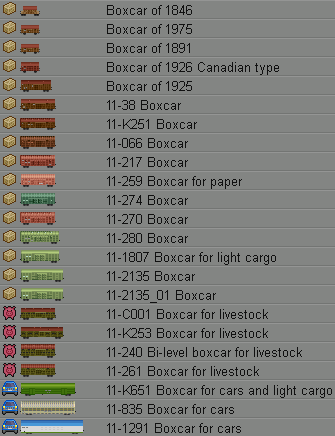 Boxcar of 1846
Boxcar of 1975
Boxcar of 1891
Boxcar of 1926 Canadian type
Boxcar of 1925
11-38 Boxcar
11-K251 Boxcar
11-066 Boxcar
11-217 Boxcar
11-259 Boxcar for paper
11-274 Boxcar
11-270 Boxcar
11-280 Boxcar
11-1807 Boxcar for light cargo
11-2135 Boxcar
11-2135_01 Boxcar
11-C001 Boxcar for livestock
11-K253 Boxcar for livestock
11-240 Bi-level boxcar for livestock
11-261 Boxcar for livestock
11-K651 Boxcar for cars and light cargo
11-835 Boxcar for cars
11-1291 Boxcar for cars